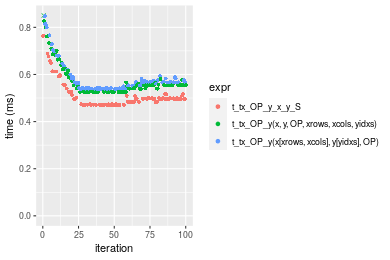 0.8
0.6
0.4
0.2
0.0
time (ms)
0
25
50
75
100
iteration
expr
t_tx_OP_y_x_y_S
t_tx_OP_y(x, y, OP, xrows, xcols, yidxs)
t_tx_OP_y(x[xrows, xcols], y[yidxs], OP)